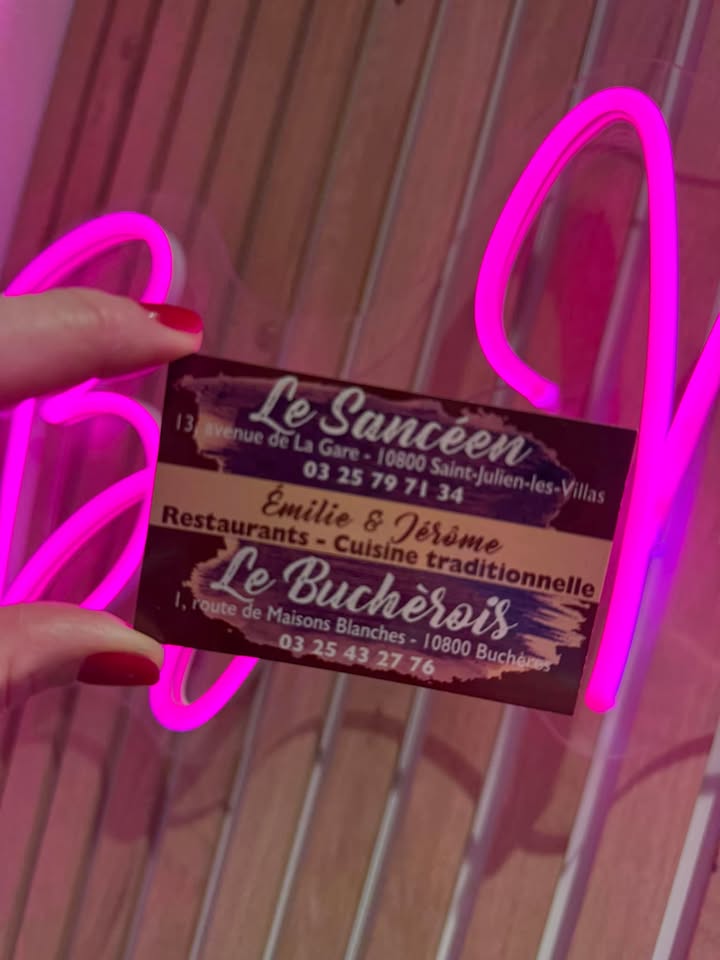 Le Sancéen
13, avenue de La Gare - 10800 Saint-Julien-les-Villas
03 25 79 71 34
Émilie & Jérôme
Restaurants - Cuisine traditionnelle
Le Buchèrois
1, route de Maisons Blanches - 10800 Buchères
03 25 43 27 76